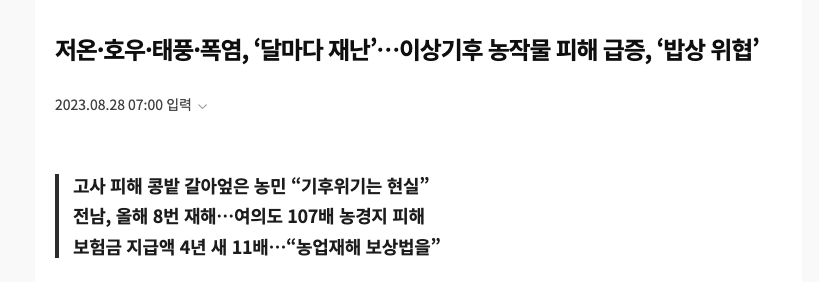 저온·호우·태풍·폭염, ‘달마다 재난’…이상기후 농작물 피해 급증, ‘밥상 위협’
2023.08.28 07:00 입력
고사 피해 콩밭 갈아엎은 농민 “기후위기는 현실”
전남, 올해 8번 재해…여의도 107배 농경지 피해
보험금 지급액 4년 새 11배…“농업재해 보상법을”